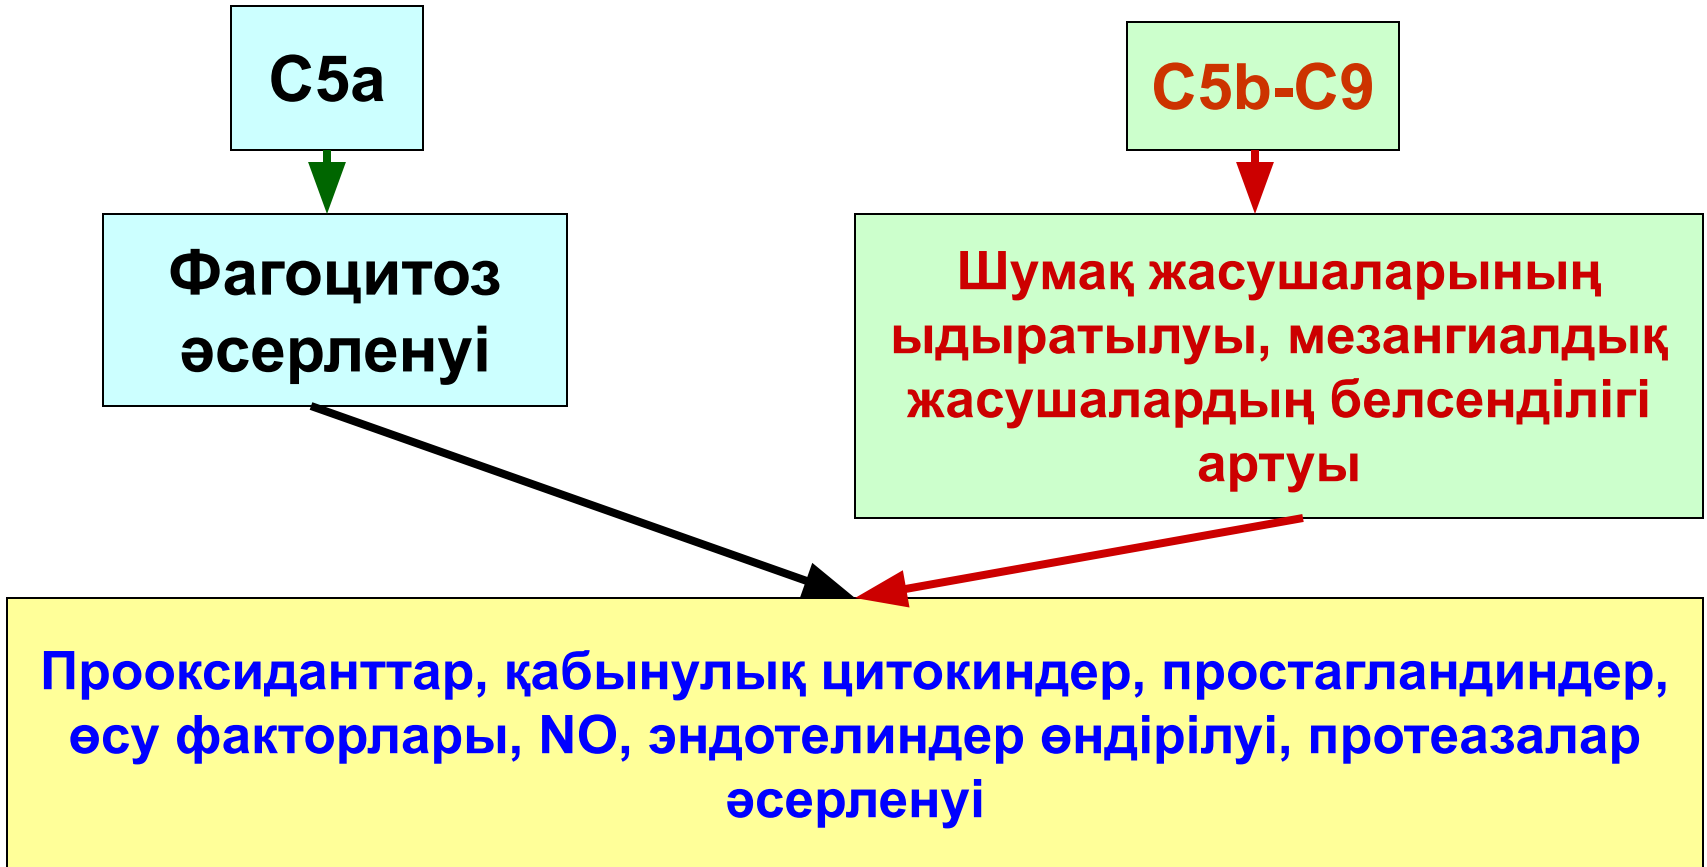 C5a
C5b-C9
Фагоцитоз
әсерленуі
Шумақ жасушаларының
ыдыратылуы, мезангиалдық
жасушалардың белсенділігі
артуы
Прооксиданттар, қабынулық цитокиндер, простагландиндер,
өсу факторлары, NO, эндотелиндер өндірілуі, протеазалар
әсерленуі